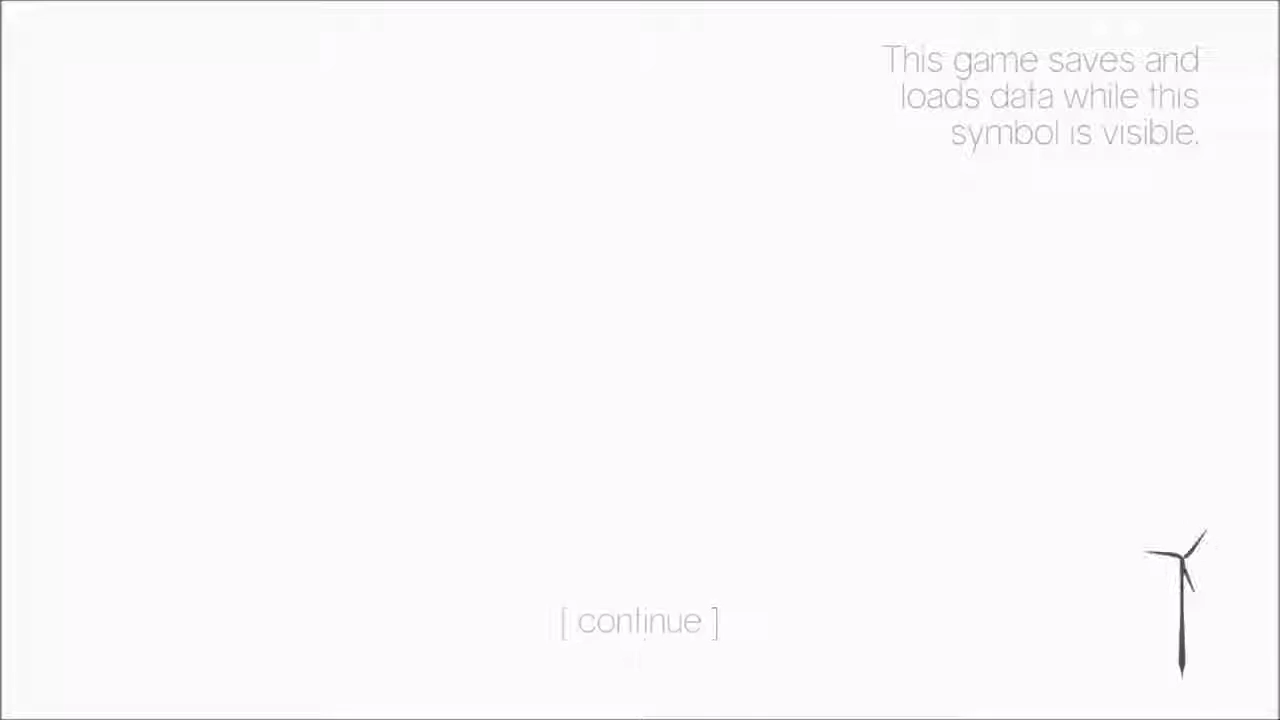 This game saves and
loads data while this
symbol is visible.
[ continue ]